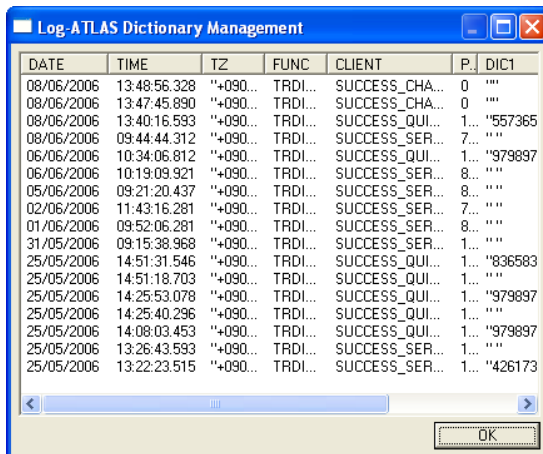 Log-ATLAS Dictionary Management
DATE TIME TZ FUNC CLIENT P.. DIC1
08/06/2006 13:48:56.328 "+090... TRDI... SUCCESS_CHA... 0 ""
08/06/2006 13:47:45.890 "+090... TRDI... SUCCESS_CHA... 0 ""
08/06/2006 13:40:16.593 "+090... TRDI... SUCCESS_QUI... 1... "557365
08/06/2006 09:44:44.312 "+090... TRDI... SUCCESS_SER... 7... " "
06/06/2006 10:34:06.812 "+090... TRDI... SUCCESS_QUI... 1... "979897
06/06/2006 10:19:09.921 "+090... TRDI... SUCCESS_SER... 8... " "
05/06/2006 09:21:20.437 "+090... TRDI... SUCCESS_SER... 8... " "
02/06/2006 11:43:16.281 "+090... TRDI... SUCCESS_SER... 7... " "
01/06/2006 09:52:06.281 "+090... TRDI... SUCCESS_SER... 8... " "
31/05/2006 09:15:38.968 "+090... TRDI... SUCCESS_SER... 1... " "
25/05/2006 14:51:31.546 "+090... TRDI... SUCCESS_QUI... 1... "836583
25/05/2006 14:51:18.703 "+090... TRDI... SUCCESS_QUI... 1... " "
25/05/2006 14:25:53.078 "+090... TRDI... SUCCESS_QUI... 1... "979897
25/05/2006 14:25:40.296 "+090... TRDI... SUCCESS_QUI... 1... " "
25/05/2006 14:08:03.453 "+090... TRDI... SUCCESS_QUI... 1... "979897
25/05/2006 13:26:43.593 "+090... TRDI... SUCCESS_SER... 1... " "
25/05/2006 13:22:23.515 "+090... TRDI... SUCCESS_SER... 1... "426173
OK